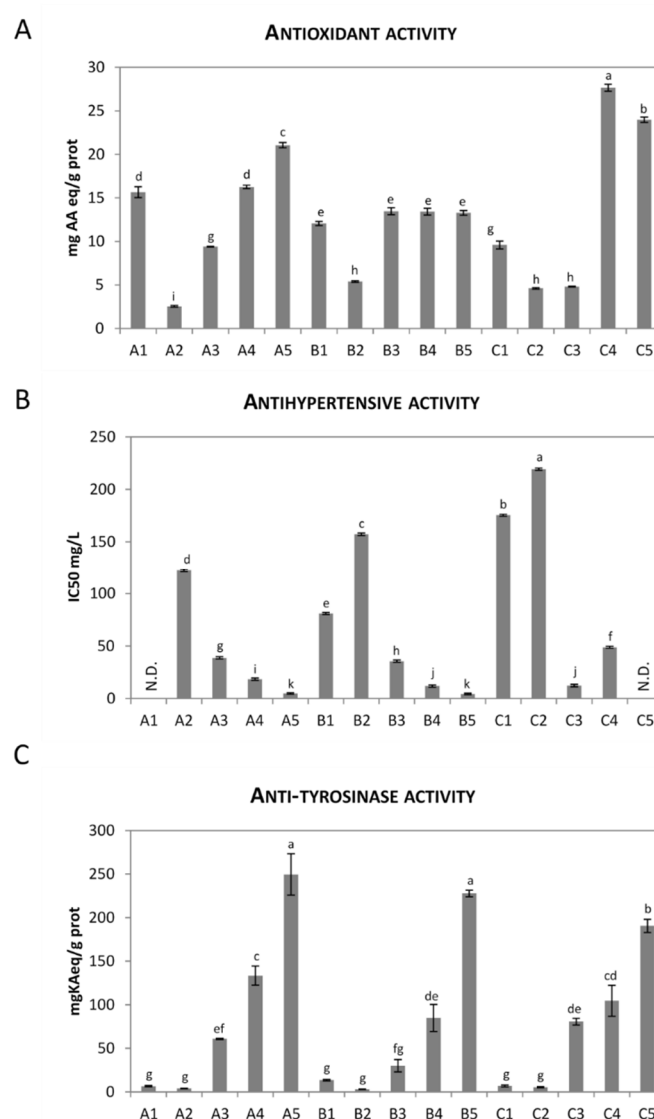 A
ANTIOXIDANT ACTIVITY
mg AA eq/g prot
30
25
20
15
10
5
0
d
i
g
d
c
e
h
e
e
e
g
h
h
a
b
A1 A2 A3 A4 A5 B1 B2 B3 B4 B5 C1 C2 C3 C4 C5
B
ANTIHYPERTENSIVE ACTIVITY
IC50 mg/L
250
200
150
100
50
0
N.D.
d
g
i
k
e
c
h
j
k
b
a
j
f
N.D.
A1 A2 A3 A4 A5 B1 B2 B3 B4 B5 C1 C2 C3 C4 C5
C
ANTI-TYROSINASE ACTIVITY
mgKAeq/g prot
300
250
200
150
100
50
0
g
g
ef
c
a
g
g
fg
de
a
g
g
de
cd
b
A1 A2 A3 A4 A5 B1 B2 B3 B4 B5 C1 C2 C3 C4 C5